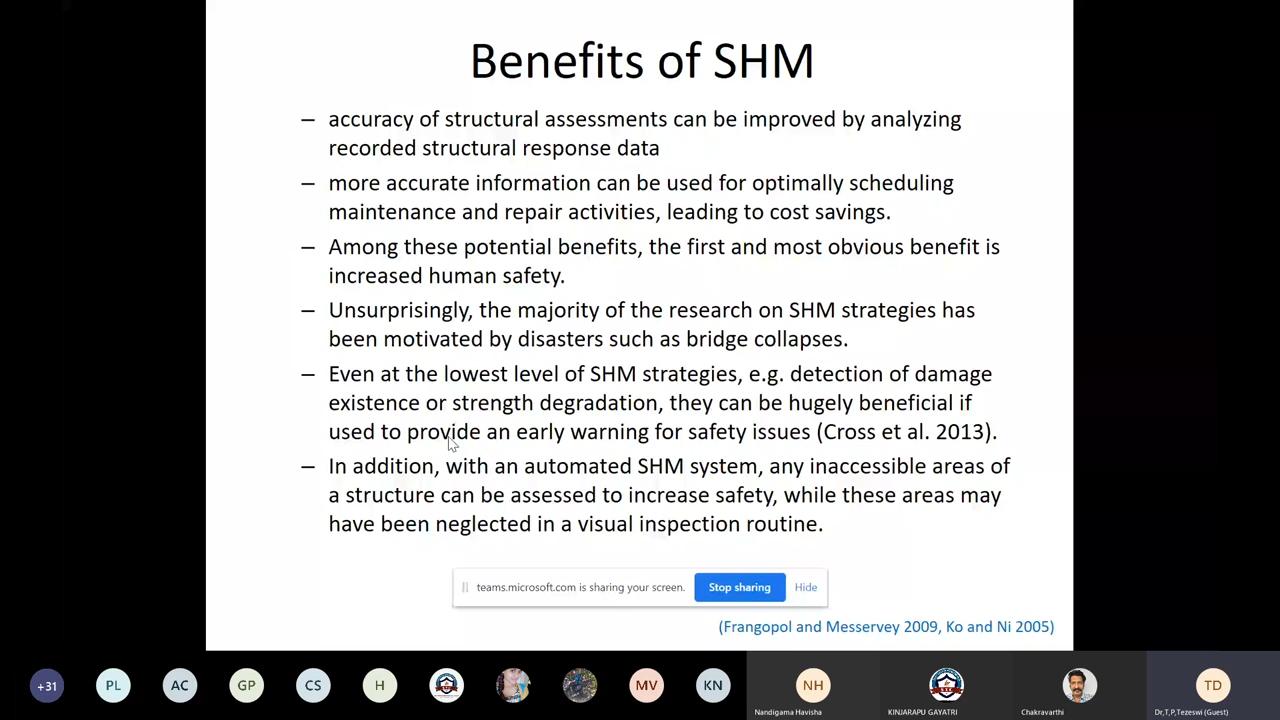 Benefits of SHM
– accuracy of structural assessments can be improved by analyzing
recorded structural response data
– more accurate information can be used for optimally scheduling
maintenance and repair activities, leading to cost savings.
– Among these potential benefits, the first and most obvious benefit is
increased human safety.
– Unsurprisingly, the majority of the research on SHM strategies has
been motivated by disasters such as bridge collapses.
– Even at the lowest level of SHM strategies, e.g. detection of damage
existence or strength degradation, they can be hugely beneficial if
used to provide an early warning for safety issues (Cross et al. 2013).
– In addition, with an automated SHM system, any inaccessible areas of
a structure can be assessed to increase safety, while these areas may
have been neglected in a visual inspection routine.
teams.microsoft.com is sharing your screen. Stop sharing Hide
(Frangopol and Messervey 2009, Ko and Ni 2005)
+31 PL AC GP CS H MV KN NH TD
Nandigama Havisha KINJARAPU GAYATRI Chakravarthi Dr,T,P,Tezeswi (Guest)